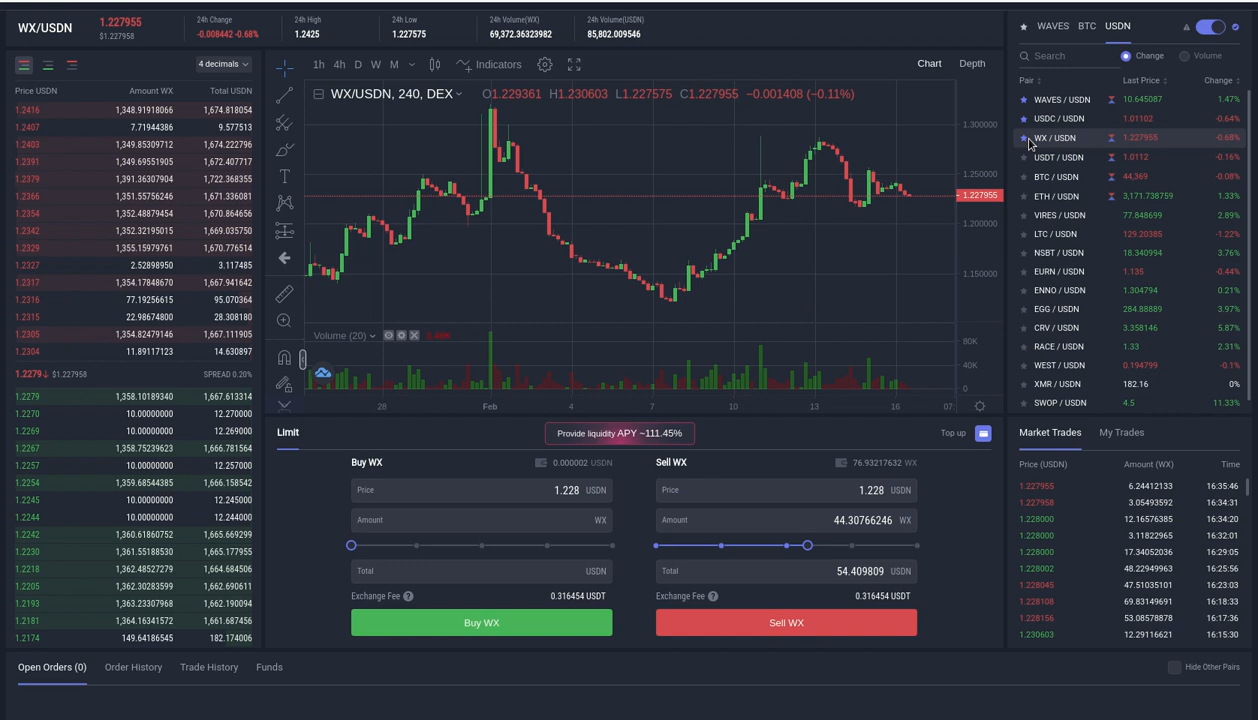 WX/USDN
1.227955
$1.227958
24h Change
-0.008442 -0.68%
24h High
1.2425
24h Low
1.227575
24h Volume(WX)
69,372.36323982
24h Volume(USDN)
85,802.009546
4 decimals
Price USDN Amount WX Total USDN
1.2416 1,348.91918066 1,674.818054
1.2407 7.71944386 9.577513
1.2403 1,349.85309712 1,674.222796
1.2391 1,349.69551905 1,672.407717
1.2379 1,391.36307904 1,722.368355
1.2366 1,351.55756246 1,671.336081
1.2354 1,352.48879454 1,670.864656
1.2342 1,352.32190151 1,669.035750
1.2329 1,355.15979761 1,670.776514
1.2327 2.52898950 3.117485
1.2317 1,354.17848670 1,667.941642
1.2316 77.19256615 95.070364
1.2315 22.98674800 28.308180
1.2305 1,354.82479146 1,667.111905
1.2304 11.89117123 14.630897
1.2279↓ $1.227958 SPREAD 0.20%
1.2279 1,358.10189340 1,667.613314
1.2270 10.00000000 12.270000
1.2269 10.00000000 12.269000
1.2267 1,358.75239623 1,666.781564
1.2257 10.00000000 12.257000
1.2254 1,359.68544385 1,666.158542
1.2245 10.00000000 12.245000
1.2244 10.00000000 12.244000
1.2242 1,360.61860752 1,665.669299
1.2230 1,361.55188530 1,665.177955
1.2218 1,362.48527279 1,664.684506
1.2205 1,362.30283599 1,662.690611
1.2193 1,363.23307968 1,662.190094
1.2181 1,364.16341572 1,661.687456
1.2174 149.64186545 182.174006
1h 4h D W M Indicators Chart Depth
WX/USDN, 240, DEX O1.229361 H1.230603 L1.227575 C1.227955 −0.001408 (−0.11%)
1.300000
1.250000
1.227955
1.200000
1.150000
Volume (20)
80K
40K
0
28 Feb 4 7 10 13 16 07:
Limit
Provide liquidity APY ~111.45%
Top up
Buy WX 0.000002 USDN
Price 1.228 USDN
Amount WX
Total USDN
Exchange Fee ? 0.316454 USDT
Buy WX
Sell WX 76.93217632 WX
Price 1.228 USDN
Amount 44.30766246 WX
Total 54.409809 USDN
Exchange Fee ? 0.316454 USDT
Sell WX
WAVES BTC USDN
Search Change Volume
Pair Last Price Change
WAVES / USDN 10.645087 1.47%
USDC / USDN 1.01102 -0.64%
WX / USDN 1.227955 -0.68%
USDT / USDN 1.0112 -0.16%
BTC / USDN 44,369 -0.08%
ETH / USDN 3,171.738759 1.33%
VIRES / USDN 77.848699 2.89%
LTC / USDN 129.20385 -1.22%
NSBT / USDN 18.340994 3.76%
EURN / USDN 1.135 -0.44%
ENNO / USDN 1.304794 0.21%
EGG / USDN 284.88889 3.97%
CRV / USDN 3.358146 5.87%
RACE / USDN 1.33 2.31%
WEST / USDN 0.194799 -0.1%
XMR / USDN 182.16 0%
SWOP / USDN 4.5 11.33%
Market Trades My Trades
Price (USDN) Amount (WX) Time
1.227955 6.24412133 16:35:46
1.227958 3.05493592 16:34:31
1.228000 12.16576385 16:34:20
1.228000 3.11822965 16:32:01
1.228000 17.34052036 16:29:05
1.228002 48.22949963 16:25:56
1.228045 47.51035101 16:23:03
1.228108 69.83149691 16:18:33
1.228156 53.08578878 16:17:36
1.230603 12.29116621 16:15:30
Open Orders (0) Order History Trade History Funds
Hide Other Pairs